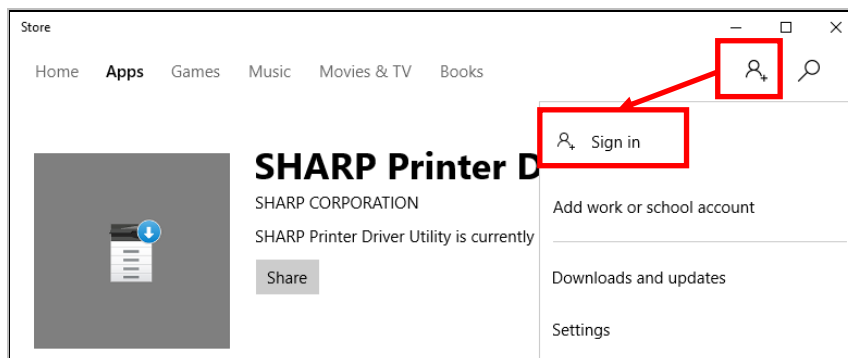 Store
Home Apps Games Music Movies & TV Books
Sign in
SHARP Printer D
SHARP CORPORATION
Add work or school account
SHARP Printer Driver Utility is currently
Share
Downloads and updates
Settings